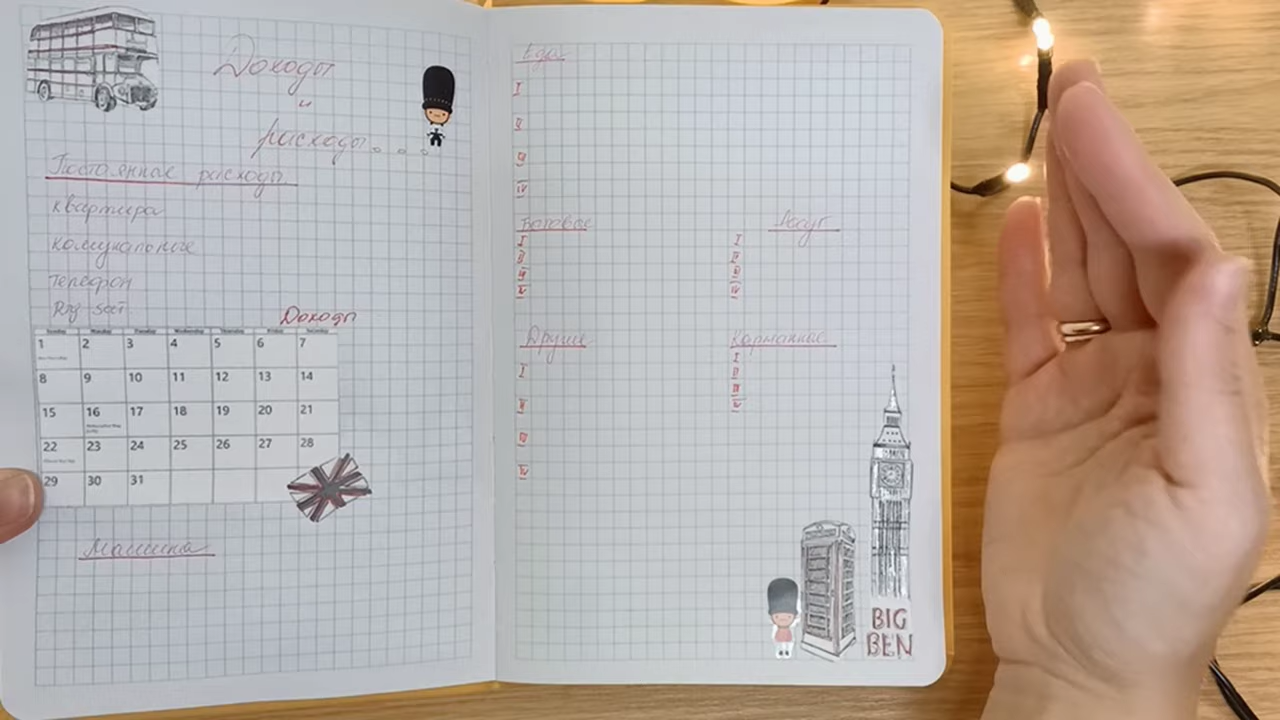 Доходы
и
расходы...
Постоянные расходы
квартира
комунальные
телефон
Доходы
Sunday Monday Tuesday Wednesday Thursday Friday Saturday
1 2 3 4 5 6 7
8 9 10 11 12 13 14
15 16 17 18 19 20 21
22 23 24 25 26 27 28
29 30 31
Машина
Еда
I
II
III
IV
Бытовое
I
II
III
IV
Досуг
I
II
III
IV
Другие
I
II
III
IV
Карманные
I
II
III
IV
BIG
BEN